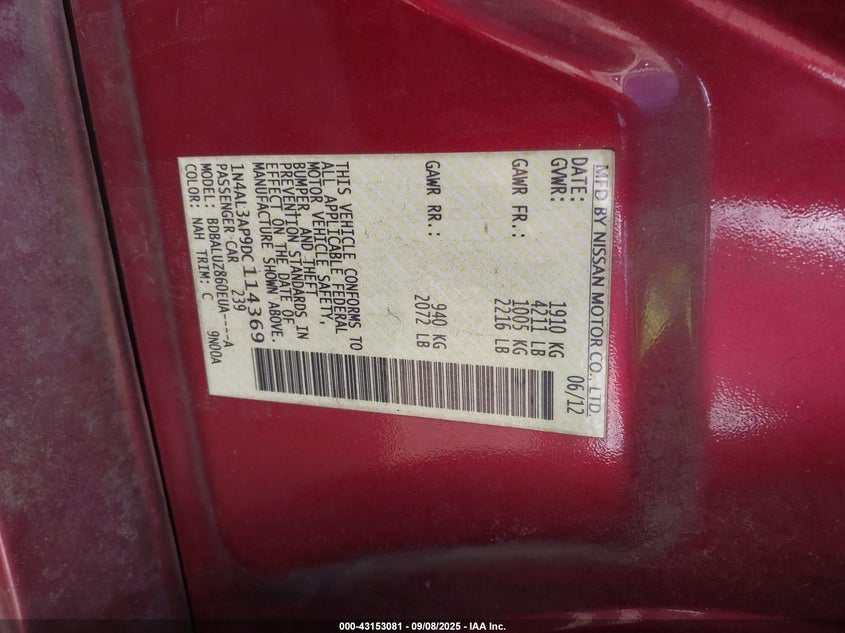 MFD BY NISSAN MOTOR CO., LTD.
DATE: 06/12
GVWR: 1910 KG
4211 LB
GAWR FR.: 1005 KG
2216 LB
GAWR RR.: 940 KG
2072 LB
THIS VEHICLE CONFORMS TO
ALL APPLICABLE FEDERAL
MOTOR VEHICLE SAFETY,
BUMPER, AND THEFT
PREVENTION STANDARDS IN
EFFECT ON THE DATE OF
MANUFACTURE SHOWN ABOVE.
1N4AL3AP9DC114369
PASSENGER CAR 239
MODEL: BDBALUZ860EUA----A
COLOR: NAH TRIM: C 9N00A
000-43153081 - 09/08/2025 - IAA Inc.